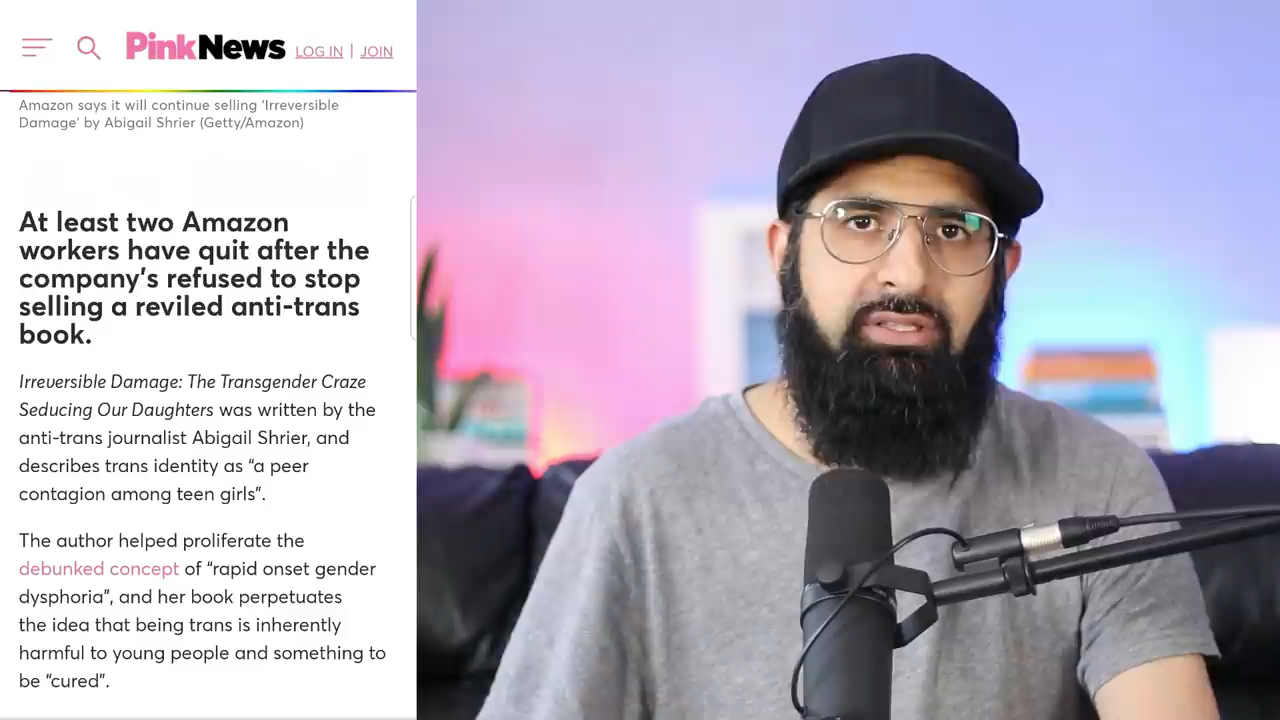 PinkNews LOG IN | JOIN
Amazon says it will continue selling 'Irreversible
Damage' by Abigail Shrier (Getty/Amazon)
At least two Amazon
workers have quit after the
company's refused to stop
selling a reviled anti-trans
book.
Irreversible Damage: The Transgender Craze
Seducing Our Daughters was written by the
anti-trans journalist Abigail Shrier, and
describes trans identity as “a peer
contagion among teen girls”.
The author helped proliferate the
debunked concept of “rapid onset gender
dysphoria”, and her book perpetuates
the idea that being trans is inherently
harmful to young people and something to
be “cured”.